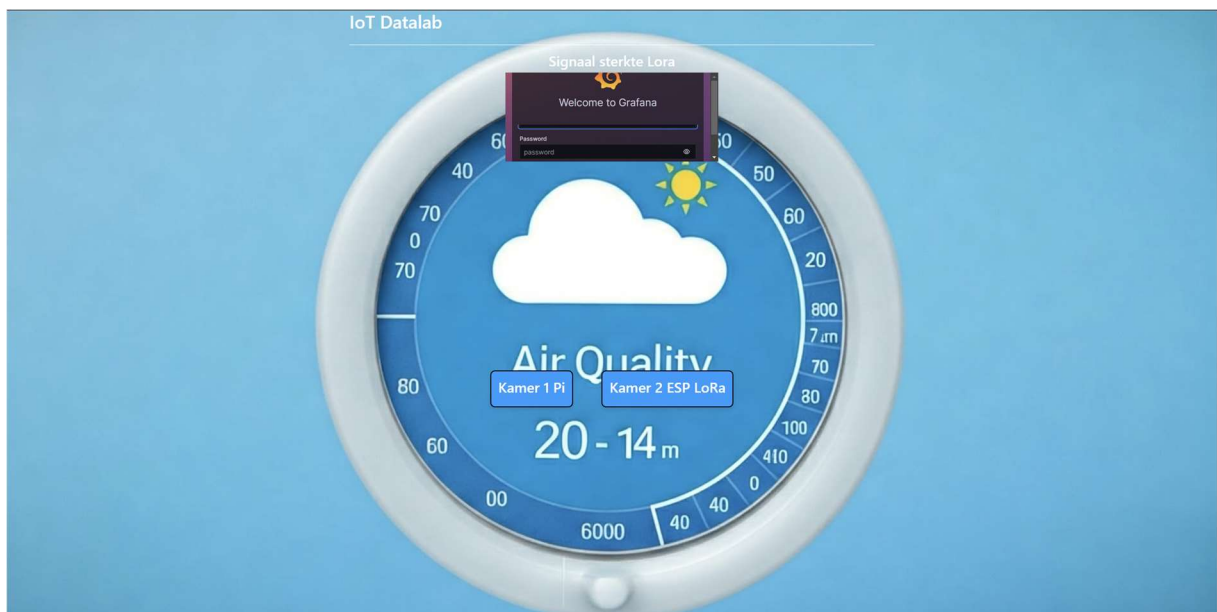 IoT Datalab
Signaal sterkte Lora
Welcome to Grafana
Password
password
60
50
40
50
70
60
0
20
70
800
70
80
Air Quality
80
Kamer 1 Pi
Kamer 2 ESP LoRa
100
20-14 m
60
0
00
40
40
6000